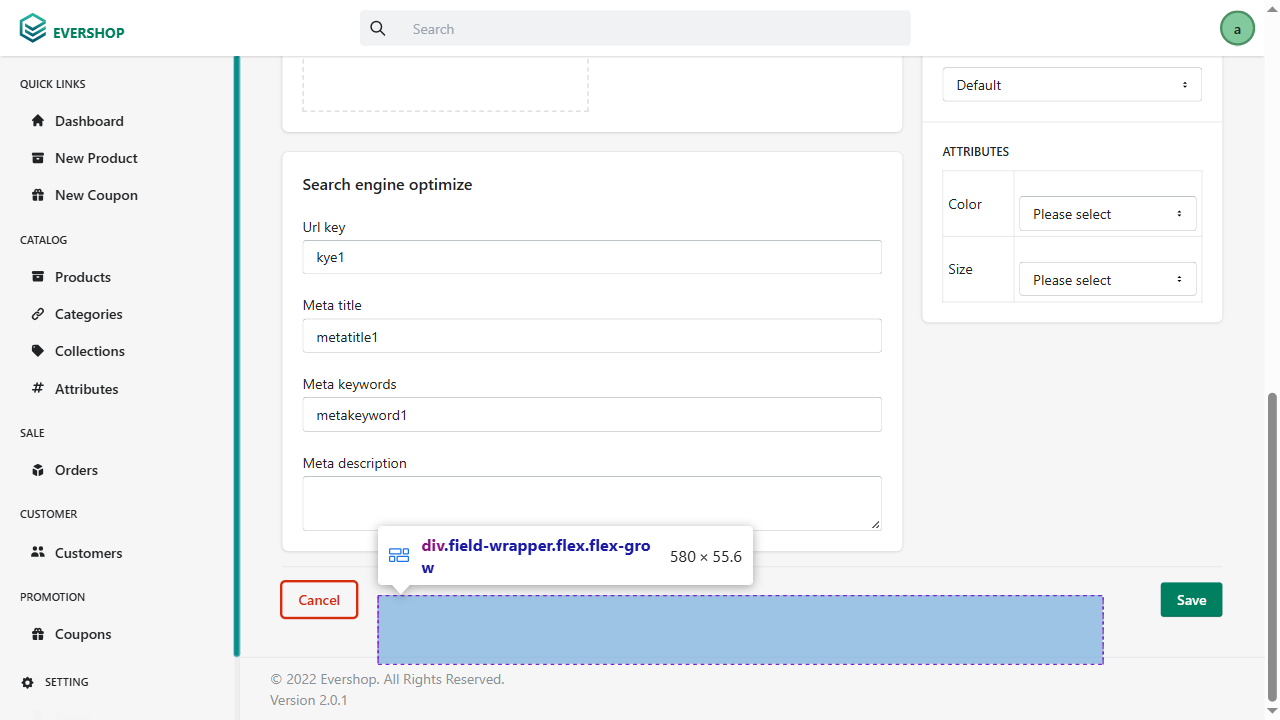 EVERSHOP
Search
a
QUICK LINKS
Dashboard
New Product
New Coupon
CATALOG
Products
Categories
Collections
Attributes
SALE
Orders
CUSTOMER
Customers
PROMOTION
Coupons
SETTING
Search engine optimize
Url key
kye1
Meta title
metatitle1
Meta keywords
metakeyword1
Meta description
div.field-wrapper.flex.flex-gro
w
580 × 55.6
Cancel
Save
Default
ATTRIBUTES
Color
Please select
Size
Please select
© 2022 Evershop. All Rights Reserved.
Version 2.0.1